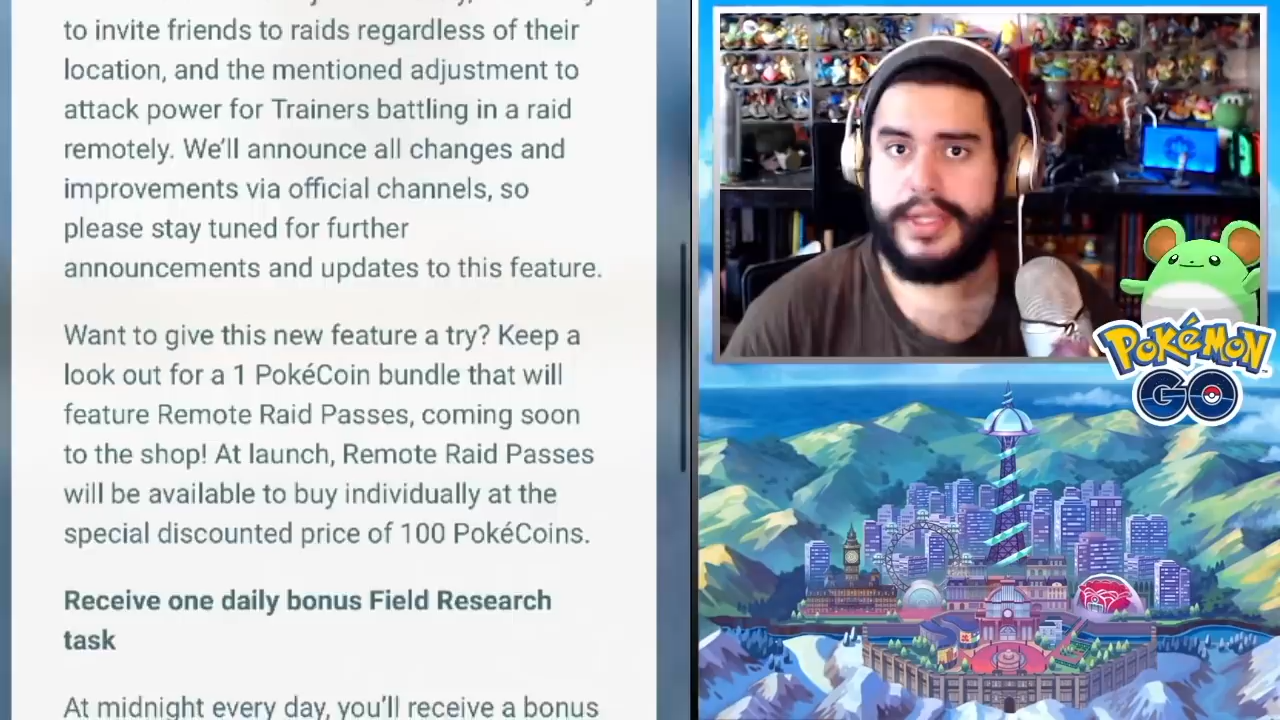 to invite friends to raids regardless of their
location, and the mentioned adjustment to
attack power for Trainers battling in a raid
remotely. We’ll announce all changes and
improvements via official channels, so
please stay tuned for further
announcements and updates to this feature.
Want to give this new feature a try? Keep a
look out for a 1 PokéCoin bundle that will
feature Remote Raid Passes, coming soon
to the shop! At launch, Remote Raid Passes
will be available to buy individually at the
special discounted price of 100 PokéCoins.
Receive one daily bonus Field Research
task
At midnight every day, you’ll receive a bonus
POKéMON
GO